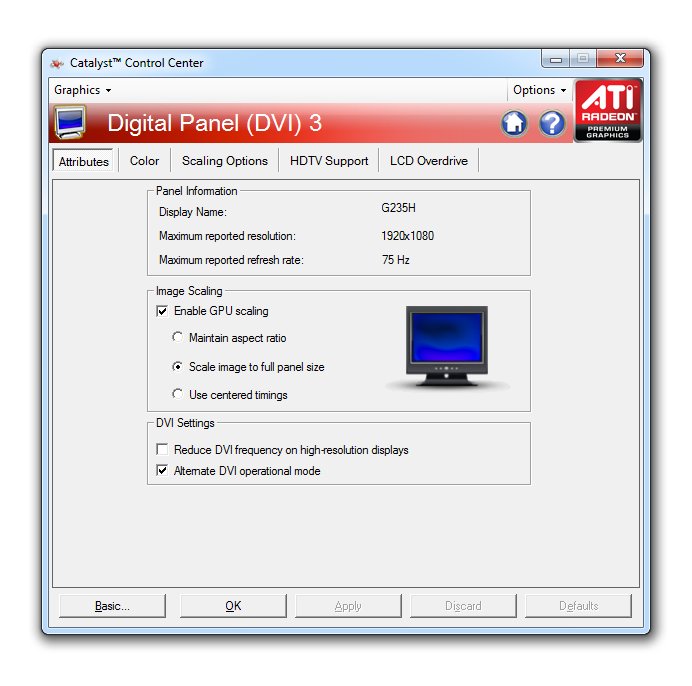 Catalyst™ Control Center
Graphics
Options
ATI
RADEON
PREMIUM
GRAPHICS
Digital Panel (DVI) 3
Attributes
Color
Scaling Options
HDTV Support
LCD Overdrive
Panel Information
Display Name: G235H
Maximum reported resolution: 1920x1080
Maximum reported refresh rate: 75 Hz
Image Scaling
Enable GPU scaling
Maintain aspect ratio
Scale image to full panel size
Use centered timings
DVI Settings
Reduce DVI frequency on high-resolution displays
Alternate DVI operational mode
Basic... OK Apply Discard Defaults